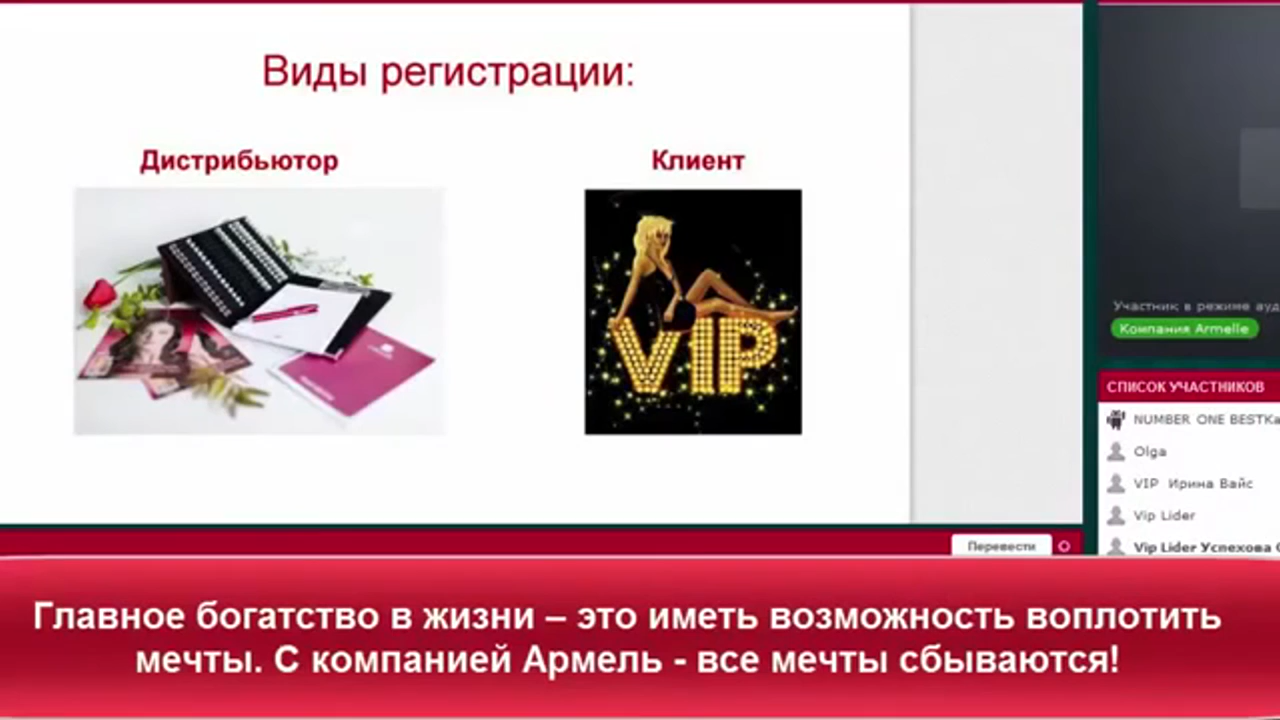 Виды регистрации:
Дистрибьютор
Клиент
VIP
Участник в режиме ауд
Компания Armelle
СПИСОК УЧАСТНИКОВ
NUMBER ONE BESTKa
Olga
VIP Ирина Вайс
Vip Lider
Vip Lider Успехова
Перевести
Главное богатство в жизни – это иметь возможность воплотить
мечты. С компанией Армель - все мечты сбываются!